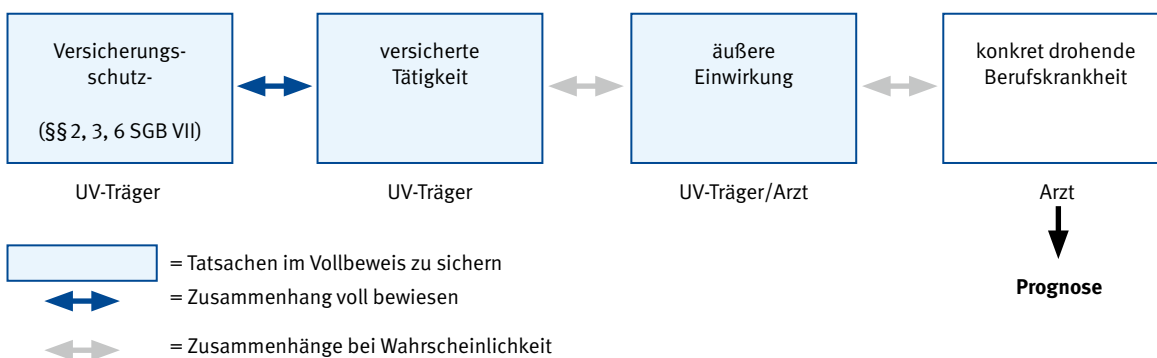 Versicherungs-
schutz-
(§§ 2, 3, 6 SGB VII)
versicherte
Tätigkeit
äußere
Einwirkung
konkret drohende
Berufskrankheit
UV-Träger
UV-Träger
UV-Träger/Arzt
Arzt
Prognose
= Tatsachen im Vollbeweis zu sichern
= Zusammenhang voll bewiesen
= Zusammenhänge bei Wahrscheinlichkeit